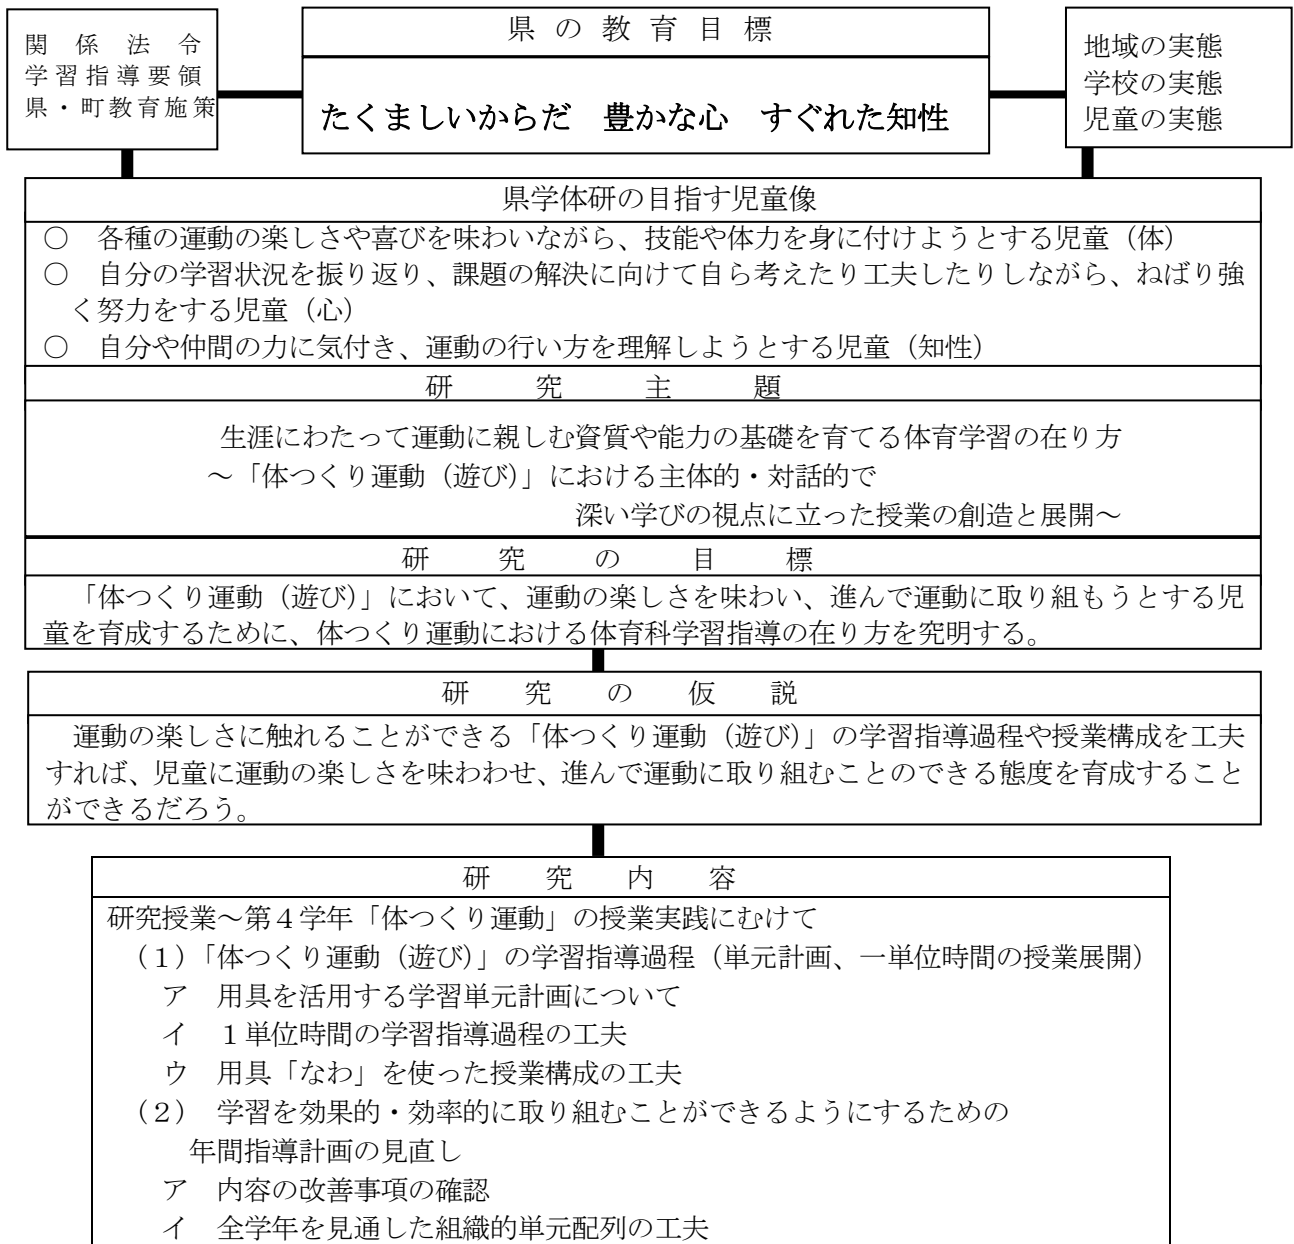 関係法令
学習指導要領
県・町教育施策
県の教育目標
たくましいからだ 豊かな心 すぐれた知性
地域の実態
学校の実態
児童の実態
県学体研の目指す児童像
○ 各種の運動の楽しさや喜びを味わいながら、技能や体力を身に付けようとする児童（体）
○ 自分の学習状況を振り返り、課題の解決に向けて自ら考えたり工夫したりしながら、ねばり強
く努力をする児童（心）
○ 自分や仲間の力に気付き、運動の行い方を理解しようとする児童（知性）
研究主題
生涯にわたって運動に親しむ資質や能力の基礎を育てる体育学習の在り方
～「体つくり運動（遊び）」における主体的・対話的で
深い学びの視点に立った授業の創造と展開～
研究の目標
「体つくり運動（遊び）」において、運動の楽しさを味わい、進んで運動に取り組もうとする児
童を育成するために、体つくり運動における体育科学習指導の在り方を究明する。
研究の仮説
運動の楽しさに触れることができる「体つくり運動（遊び）」の学習指導過程や授業構成を工夫
すれば、児童に運動の楽しさを味わわせ、進んで運動に取り組むことのできる態度を育成すること
ができるだろう。
研究内容
研究授業～第４学年「体つくり運動」の授業実践にむけて
（１）「体つくり運動（遊び）」の学習指導過程（単元計画、一単位時間の授業展開）
ア 用具を活用する学習単元計画について
イ １単位時間の学習指導過程の工夫
ウ 用具「なわ」を使った授業構成の工夫
（２） 学習を効果的・効率的に取り組むことができるようにするための
年間指導計画の見直し
ア 内容の改善事項の確認
イ 全学年を見通した組織的単元配列の工夫